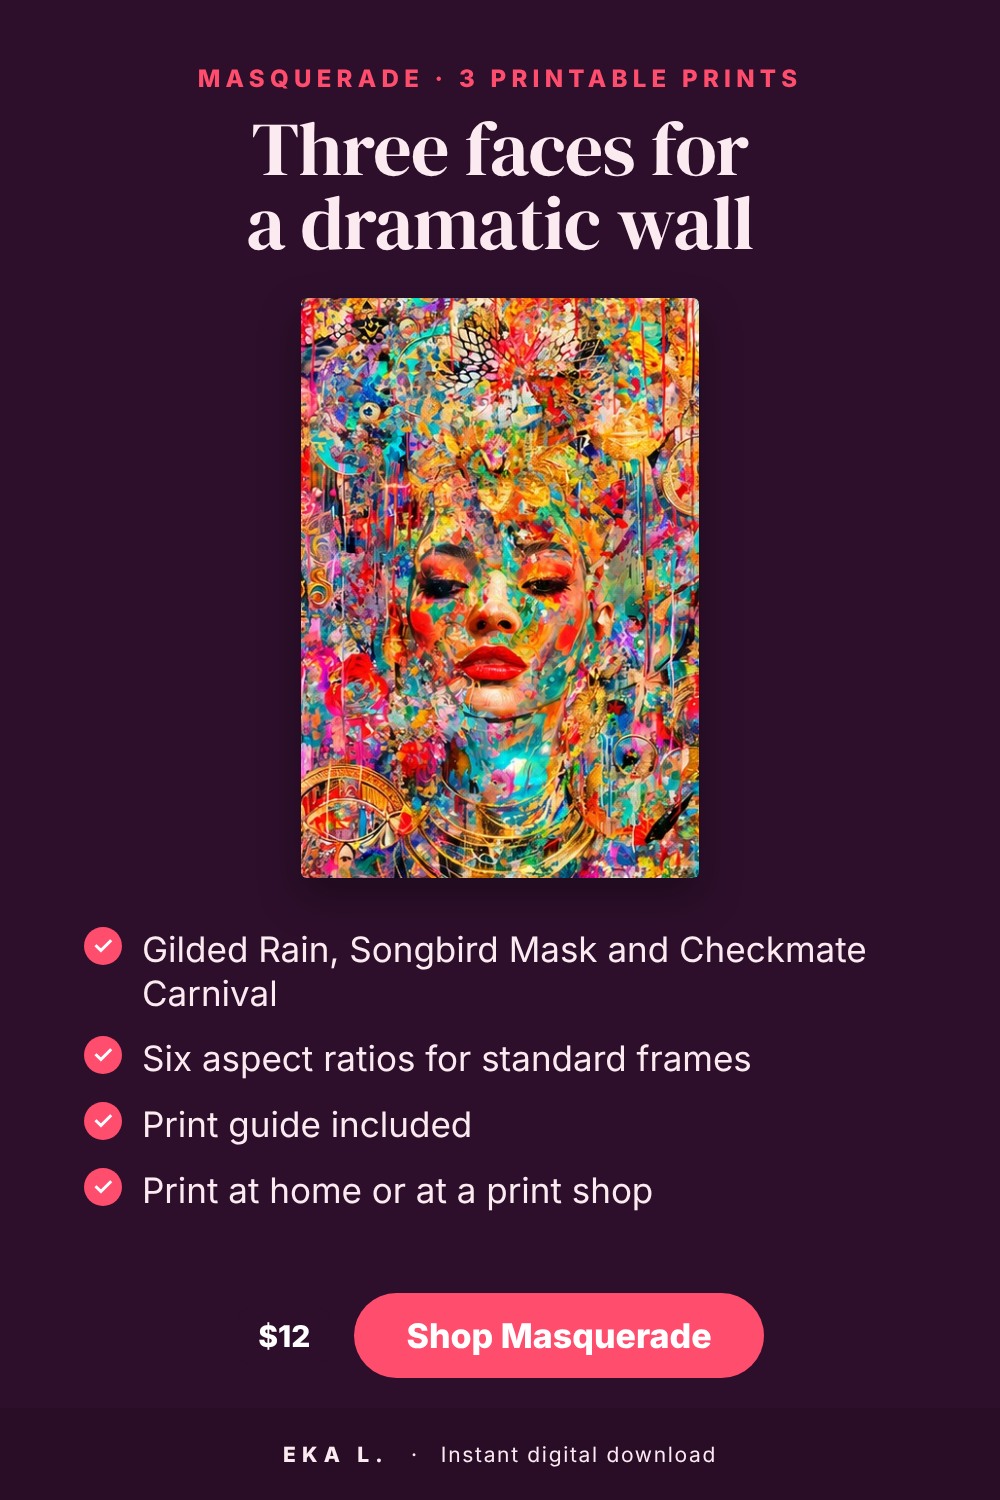 MASQUERADE · 3 PRINTABLE PRINTS
Three faces for
a dramatic wall
Gilded Rain, Songbird Mask and Checkmate
Carnival
Six aspect ratios for standard frames
Print guide included
Print at home or at a print shop
$12
Shop Masquerade
EKA L. · Instant digital download